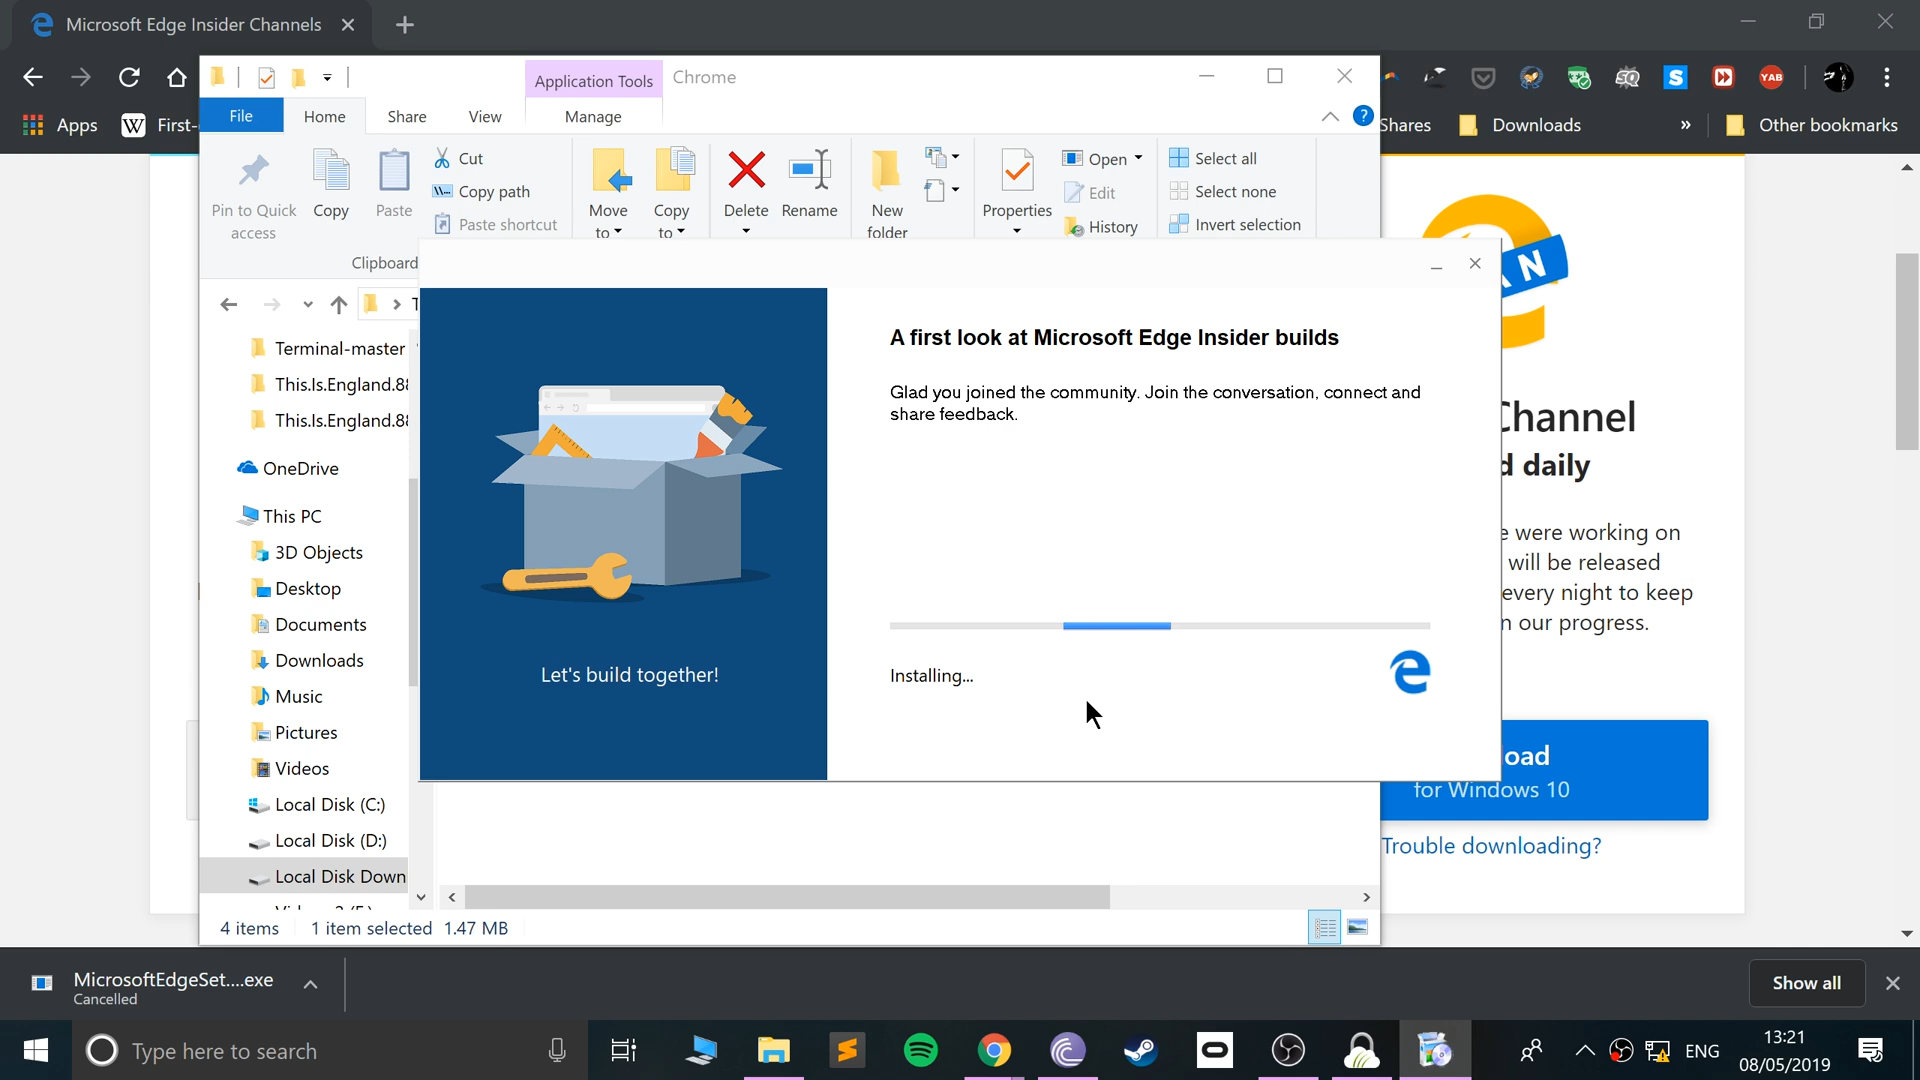 Microsoft Edge Insider Channels
Application Tools
Chrome
File
Home
Share
View
Manage
Apps
W
First-
Shares
Downloads
»
Other bookmarks
S
YAB
Pin to Quick
access
Copy
Paste
Cut
Copy path
Paste shortcut
Clipboard
Move
to
Copy
to
Delete
Rename
New
folder
Properties
Open
Edit
History
Select all
Select none
Invert selection
AN
Terminal-master
This.Is.England.88
This.Is.England.88
OneDrive
This PC
3D Objects
Desktop
Documents
Downloads
Music
Pictures
Videos
Local Disk (C:)
Local Disk (D:)
Local Disk Down
4 items
1 item selected 1.47 MB
A first look at Microsoft Edge Insider builds
Glad you joined the community. Join the conversation, connect and
share feedback.
Let's build together!
Installing...
Channel
d daily
e were working on
will be released
every night to keep
n our progress.
oad
for Windows 10
Trouble downloading?
MicrosoftEdgeSet....exe
Cancelled
Show all
Type here to search
ENG
13:21
08/05/2019